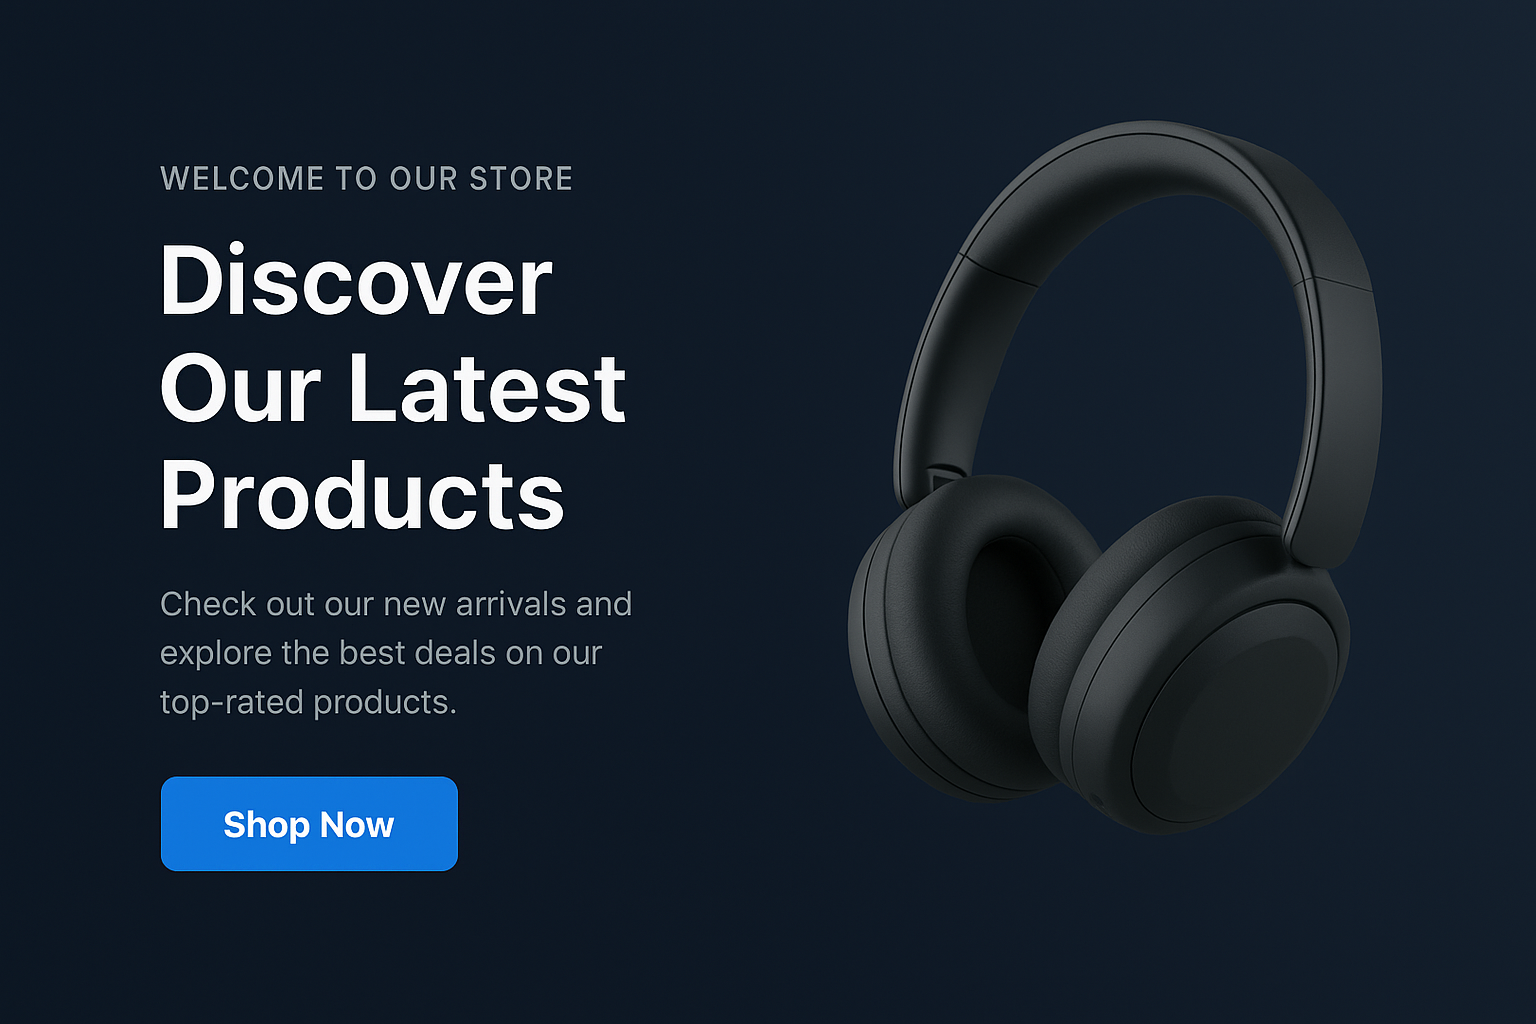 WELCOME TO OUR STORE
Discover
Our Latest
Products
Check out our new arrivals and
explore the best deals on our
top-rated products.
Shop Now